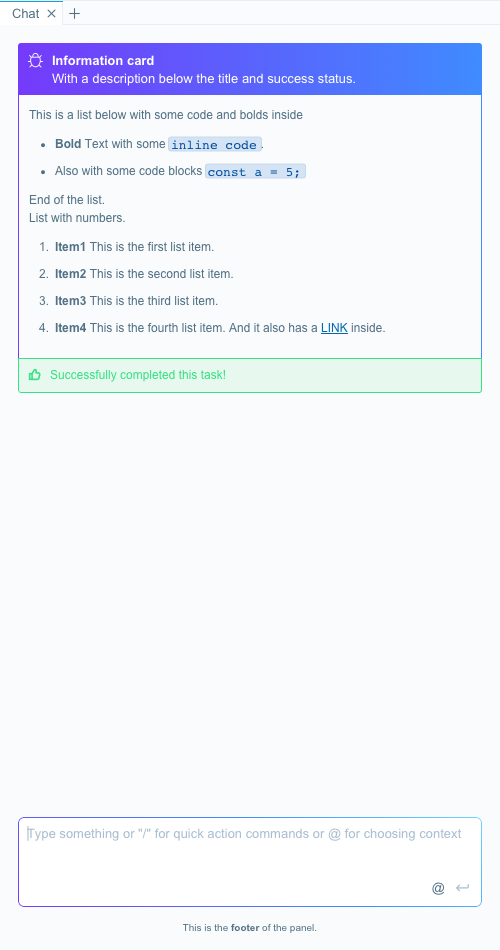 Chat
Information card
With a description below the title and success status.
This is a list below with some code and bolds inside
• Bold Text with some inline code.
• Also with some code blocks const a = 5;
End of the list.
List with numbers.
1. Item1 This is the first list item.
2. Item2 This is the second list item.
3. Item3 This is the third list item.
4. Item4 This is the fourth list item. And it also has a LINK inside.
Successfully completed this task!
Type something or "/" for quick action commands or @ for choosing context
@
This is the footer of the panel.